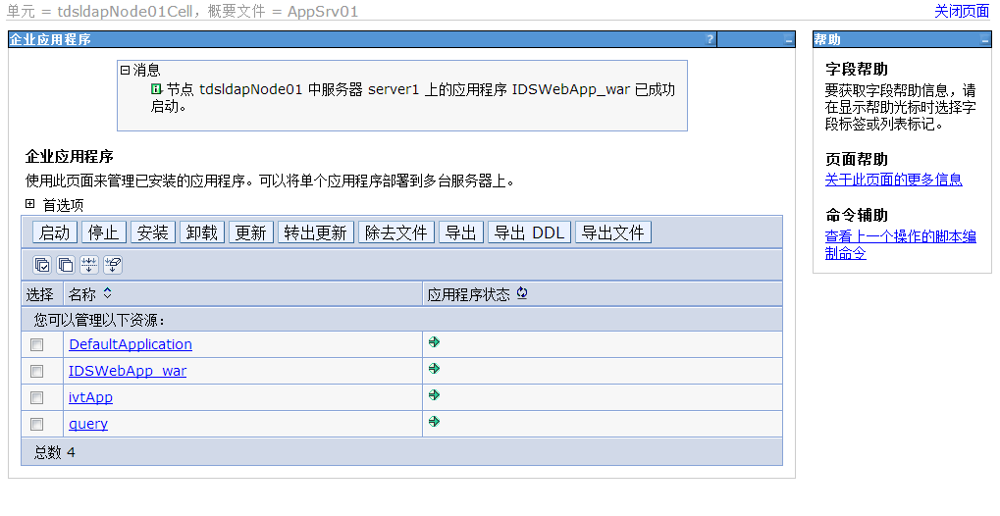 单元 = tdsldapNode01Cell，概要文件 = AppSrv01
关闭页面
企业应用程序
?
帮助
消息
节点 tdsldapNode01 中服务器 server1 上的应用程序 IDSWebApp_war 已成功
启动。
企业应用程序
使用此页面来管理已安装的应用程序。可以将单个应用程序部署到多台服务器上。
首选项
启动 停止 安装 卸载 更新 转出更新 除去文件 导出 导出 DDL 导出文件
选择 名称 应用程序状态
您可以管理以下资源：
DefaultApplication
IDSWebApp_war
ivtApp
query
总数 4
字段帮助
要获取字段帮助信息，请
在显示帮助光标时选择字
段标签或列表标记。
页面帮助
关于此页面的更多信息
命令辅助
查看上一个操作的脚本编
制命令